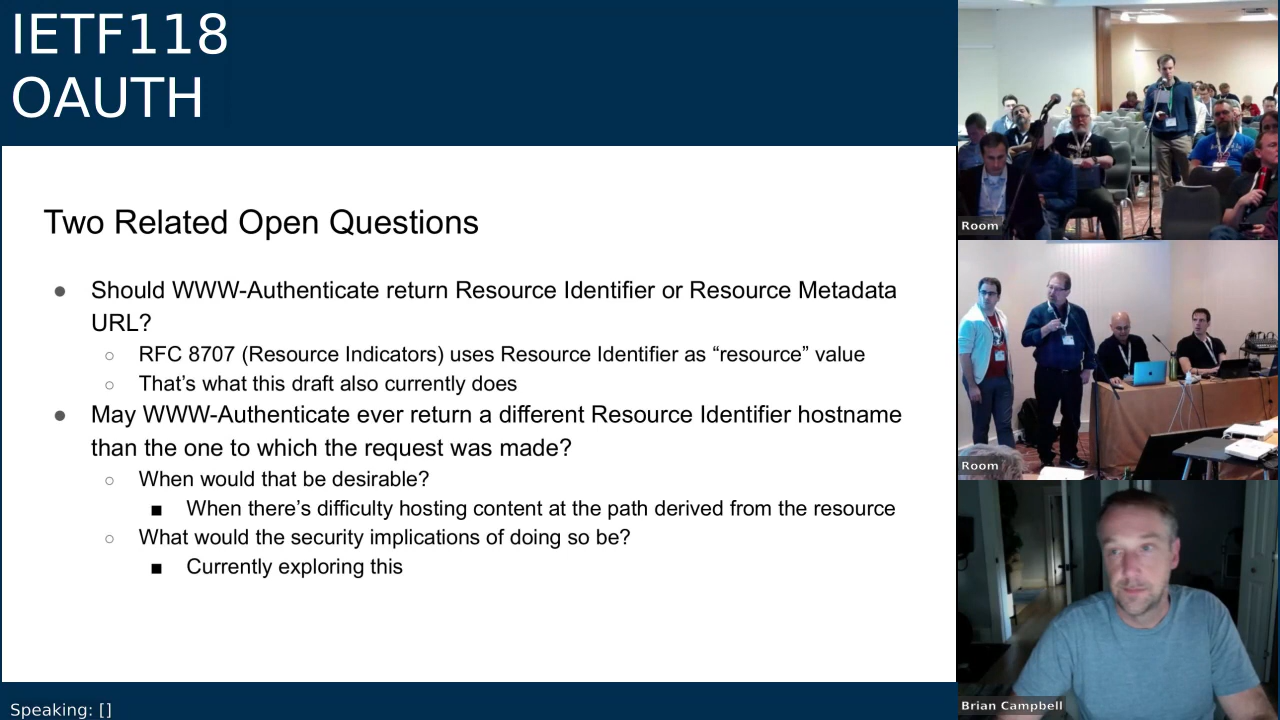 IETF118
OAUTH
Two Related Open Questions
● Should WWW-Authenticate return Resource Identifier or Resource Metadata
URL?
○ RFC 8707 (Resource Indicators) uses Resource Identifier as “resource” value
○ That’s what this draft also currently does
● May WWW-Authenticate ever return a different Resource Identifier hostname
than the one to which the request was made?
○ When would that be desirable?
■ When there’s difficulty hosting content at the path derived from the resource
○ What would the security implications of doing so be?
■ Currently exploring this
Speaking: []
Room
Room
Brian Campbell